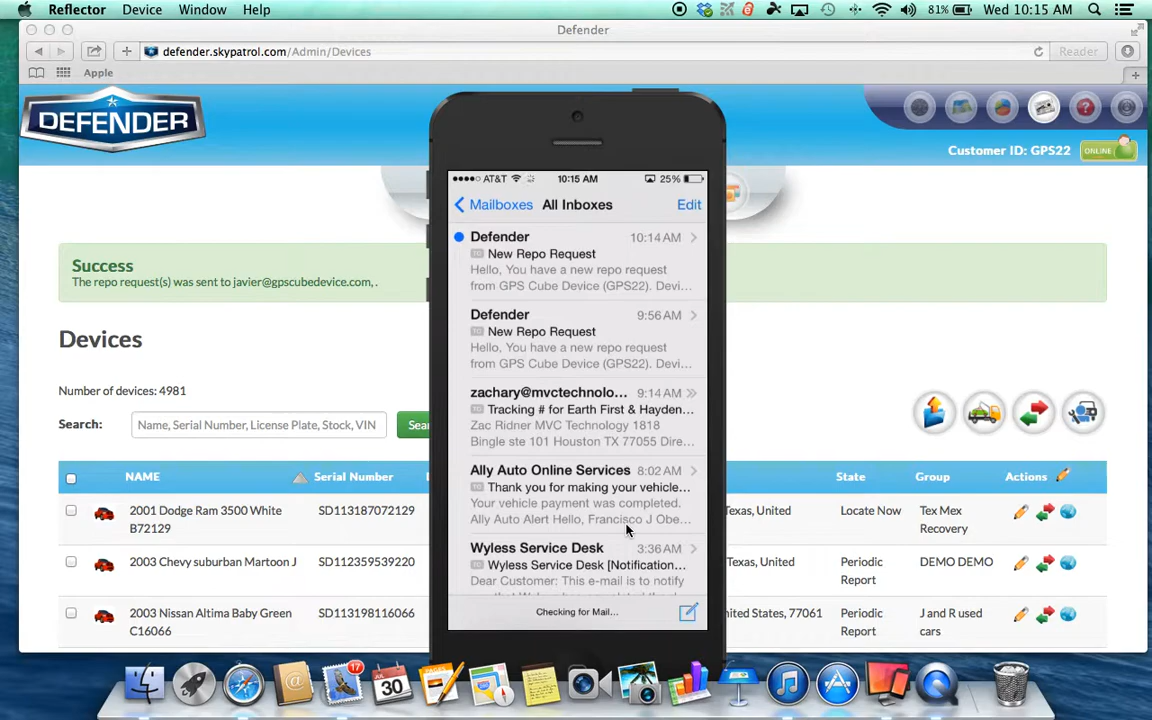 Reflector Device Window Help
81% Wed 10:15 AM
Defender
defender.skypatrol.com/Admin/Devices
Reader
Apple
DEFENDER
Customer ID: GPS22
ONLINE
Success
The repo request(s) was sent to javier@gpscubedevice.com, .
Devices
Number of devices: 4981
Search:
Name, Serial Number, License Plate, Stock, VIN
NAME Serial Number State Group Actions
2001 Dodge Ram 3500 White SD113187072129 Texas, United Locate Now Tex Mex
B72129 Recovery
2003 Chevy suburban Martoon J SD112359539220 Texas, United Periodic DEMO DEMO
Report
2003 Nissan Altima Baby Green SD113198116066 United States, 77061 Periodic J and R used
C16066 Report cars
AT&T 10:15 AM 25%
Mailboxes All Inboxes Edit
Defender 10:14 AM
TO New Repo Request
Hello, You have a new repo request
from GPS Cube Device (GPS22). Devi...
Defender 9:56 AM
TO New Repo Request
Hello, You have a new repo request
from GPS Cube Device (GPS22). Devi...
zachary@mvctechnolo... 9:14 AM
TO Tracking # for Earth First & Hayden...
Zac Ridner MVC Technology 1818
Bingle ste 101 Houston TX 77055 Dire...
Ally Auto Online Services 8:02 AM
TO Thank you for making your vehicle...
Your vehicle payment was completed.
Ally Auto Alert Hello, Francisco J Obe...
Wyless Service Desk 3:36 AM
TO Wyless Service Desk [Notification...
Dear Customer: This e-mail is to notify
Checking for Mail...
17
JUL
30